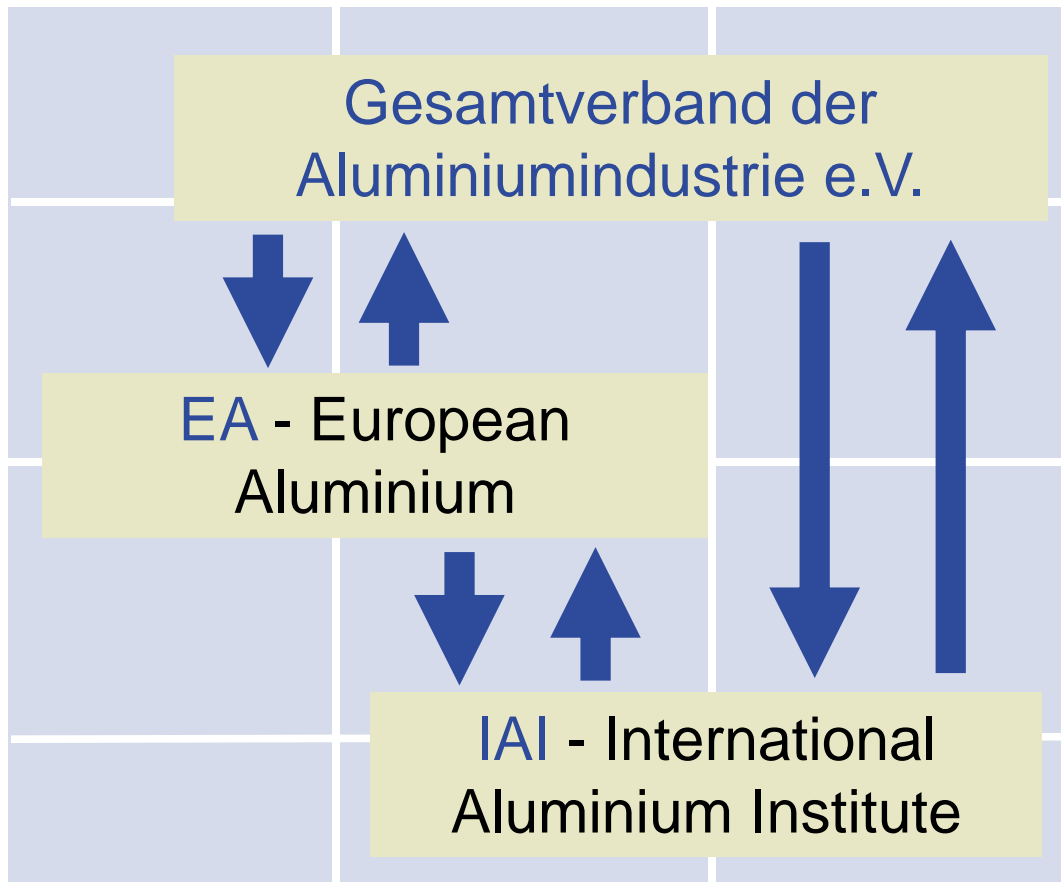 Gesamtverband der
Aluminiumindustrie e.V.
EA - European
Aluminium
IAI - International
Aluminium Institute